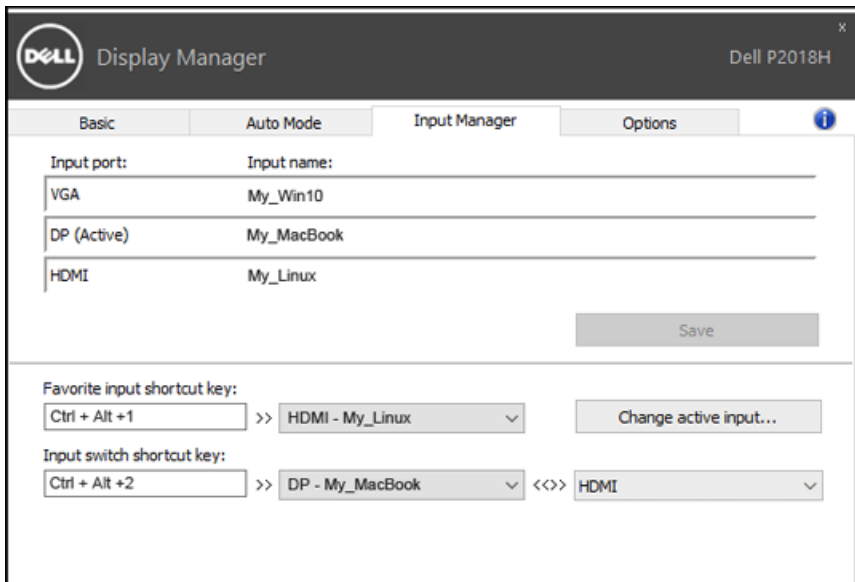 x
DELL Display Manager Dell P2018H
Basic Auto Mode Input Manager Options i
Input port: Input name:
VGA My_Win10
DP (Active) My_MacBook
HDMI My_Linux
Save
Favorite input shortcut key:
Ctrl + Alt +1 >> HDMI - My_Linux Change active input...
Input switch shortcut key:
Ctrl + Alt +2 >> DP - My_MacBook <<>> HDMI